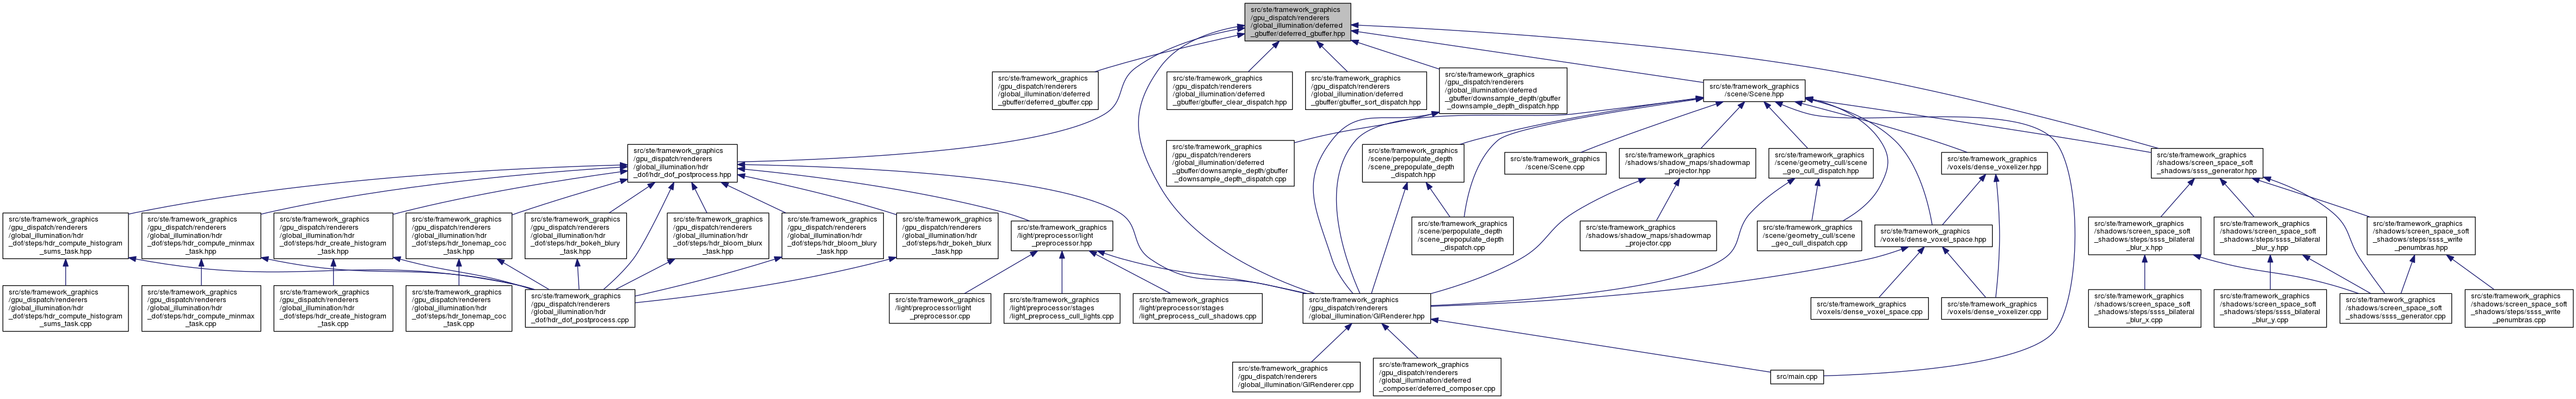 src/ste/framework_graphics
/gpu_dispatch/renderers
/global_illumination/deferred
_gbuffer/deferred_gbuffer.hpp
src/ste/framework_graphics
/gpu_dispatch/renderers
/global_illumination/deferred
_gbuffer/deferred_gbuffer.cpp
src/ste/framework_graphics
/gpu_dispatch/renderers
/global_illumination/deferred
_gbuffer/gbuffer_clear_dispatch.hpp
src/ste/framework_graphics
/gpu_dispatch/renderers
/global_illumination/deferred
_gbuffer/gbuffer_sort_dispatch.hpp
src/ste/framework_graphics
/gpu_dispatch/renderers
/global_illumination/deferred
_gbuffer/downsample_depth/gbuffer
_downsample_depth_dispatch.hpp
src/ste/framework_graphics
/scene/Scene.hpp
src/ste/framework_graphics
/gpu_dispatch/renderers
/global_illumination/hdr
_dof/hdr_dof_postprocess.hpp
src/ste/framework_graphics
/gpu_dispatch/renderers
/global_illumination/deferred
_gbuffer/downsample_depth/gbuffer
_downsample_depth_dispatch.cpp
src/ste/framework_graphics
/scene/perpopulate_depth
/scene_prepopulate_depth
_dispatch.hpp
src/ste/framework_graphics
/scene/Scene.cpp
src/ste/framework_graphics
/shadows/shadow_maps/shadowmap
_projector.hpp
src/ste/framework_graphics
/scene/geometry_cull/scene
_geo_cull_dispatch.hpp
src/ste/framework_graphics
/voxels/dense_voxelizer.hpp
src/ste/framework_graphics
/shadows/screen_space_soft
_shadows/ssss_generator.hpp
src/ste/framework_graphics
/gpu_dispatch/renderers
/global_illumination/hdr
_dof/steps/hdr_compute_histogram
_sums_task.hpp
src/ste/framework_graphics
/gpu_dispatch/renderers
/global_illumination/hdr
_dof/steps/hdr_compute_minmax
_task.hpp
src/ste/framework_graphics
/gpu_dispatch/renderers
/global_illumination/hdr
_dof/steps/hdr_create_histogram
_task.hpp
src/ste/framework_graphics
/gpu_dispatch/renderers
/global_illumination/hdr
_dof/steps/hdr_tonemap_coc
_task.hpp
src/ste/framework_graphics
/gpu_dispatch/renderers
/global_illumination/hdr
_dof/steps/hdr_bokeh_blury
_task.hpp
src/ste/framework_graphics
/gpu_dispatch/renderers
/global_illumination/hdr
_dof/steps/hdr_bloom_blurx
_task.hpp
src/ste/framework_graphics
/gpu_dispatch/renderers
/global_illumination/hdr
_dof/steps/hdr_bloom_blury
_task.hpp
src/ste/framework_graphics
/gpu_dispatch/renderers
/global_illumination/hdr
_dof/steps/hdr_bokeh_blurx
_task.hpp
src/ste/framework_graphics
/light/preprocessor/light
_preprocessor.hpp
src/ste/framework_graphics
/scene/perpopulate_depth
/scene_prepopulate_depth
_dispatch.cpp
src/ste/framework_graphics
/shadows/shadow_maps/shadowmap
_projector.cpp
src/ste/framework_graphics
/scene/geometry_cull/scene
_geo_cull_dispatch.cpp
src/ste/framework_graphics
/voxels/dense_voxel_space.hpp
src/ste/framework_graphics
/shadows/screen_space_soft
_shadows/steps/ssss_bilateral
_blur_x.hpp
src/ste/framework_graphics
/shadows/screen_space_soft
_shadows/steps/ssss_bilateral
_blur_y.hpp
src/ste/framework_graphics
/shadows/screen_space_soft
_shadows/steps/ssss_write
_penumbras.hpp
src/ste/framework_graphics
/gpu_dispatch/renderers
/global_illumination/hdr
_dof/steps/hdr_compute_histogram
_sums_task.cpp
src/ste/framework_graphics
/gpu_dispatch/renderers
/global_illumination/hdr
_dof/steps/hdr_compute_minmax
_task.cpp
src/ste/framework_graphics
/gpu_dispatch/renderers
/global_illumination/hdr
_dof/steps/hdr_create_histogram
_task.cpp
src/ste/framework_graphics
/gpu_dispatch/renderers
/global_illumination/hdr
_dof/steps/hdr_tonemap_coc
_task.cpp
src/ste/framework_graphics
/gpu_dispatch/renderers
/global_illumination/hdr
_dof/hdr_dof_postprocess.cpp
src/ste/framework_graphics
/light/preprocessor/light
_preprocessor.cpp
src/ste/framework_graphics
/light/preprocessor/stages
/light_preprocess_cull_lights.cpp
src/ste/framework_graphics
/light/preprocessor/stages
/light_preprocess_cull_shadows.cpp
src/ste/framework_graphics
/gpu_dispatch/renderers
/global_illumination/GIRenderer.hpp
src/ste/framework_graphics
/voxels/dense_voxel_space.cpp
src/ste/framework_graphics
/voxels/dense_voxelizer.cpp
src/ste/framework_graphics
/shadows/screen_space_soft
_shadows/steps/ssss_bilateral
_blur_x.cpp
src/ste/framework_graphics
/shadows/screen_space_soft
_shadows/steps/ssss_bilateral
_blur_y.cpp
src/ste/framework_graphics
/shadows/screen_space_soft
_shadows/ssss_generator.cpp
src/ste/framework_graphics
/shadows/screen_space_soft
_shadows/steps/ssss_write
_penumbras.cpp
src/ste/framework_graphics
/gpu_dispatch/renderers
/global_illumination/GIRenderer.cpp
src/ste/framework_graphics
/gpu_dispatch/renderers
/global_illumination/deferred
_composer/deferred_composer.cpp
src/main.cpp